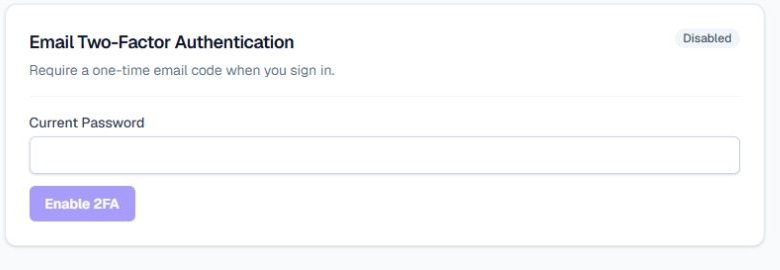 Email Two-Factor Authentication
Disabled
Require a one-time email code when you sign in.
Current Password
Enable 2FA